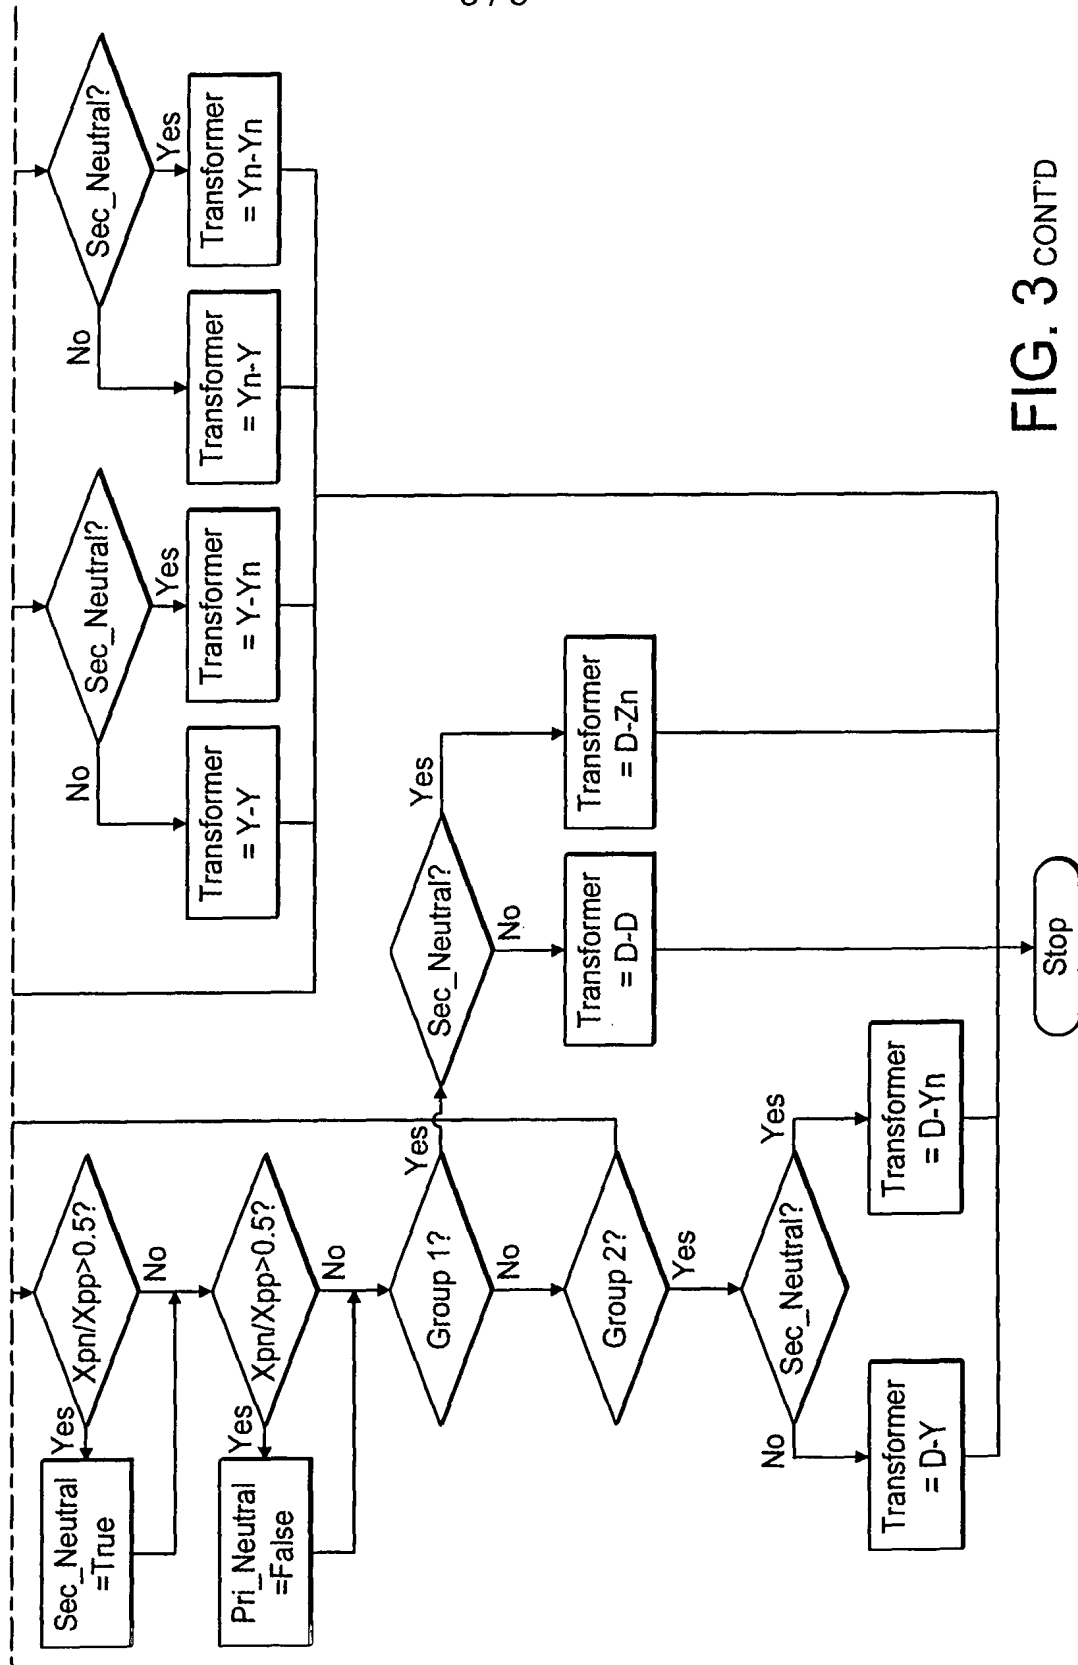 Xpn/Xpp>0.5?
Yes
No
Sec_Neutral
=True
Xpn/Xpp>0.5?
Yes
No
Pri_Neutral
=False
Group 1?
Yes
No
Group 2?
Yes
Sec_Neutral?
No
Yes
Transformer
= D-Y
Transformer
= D-Yn
Sec_Neutral?
No
Yes
Transformer
= D-D
Transformer
= D-Zn
Sec_Neutral?
No
Yes
Transformer
= Y-Y
Transformer
= Y-Yn
Sec_Neutral?
No
Yes
Transformer
= Yn-Y
Transformer
= Yn-Yn
Stop
FIG. 3 CONT'D